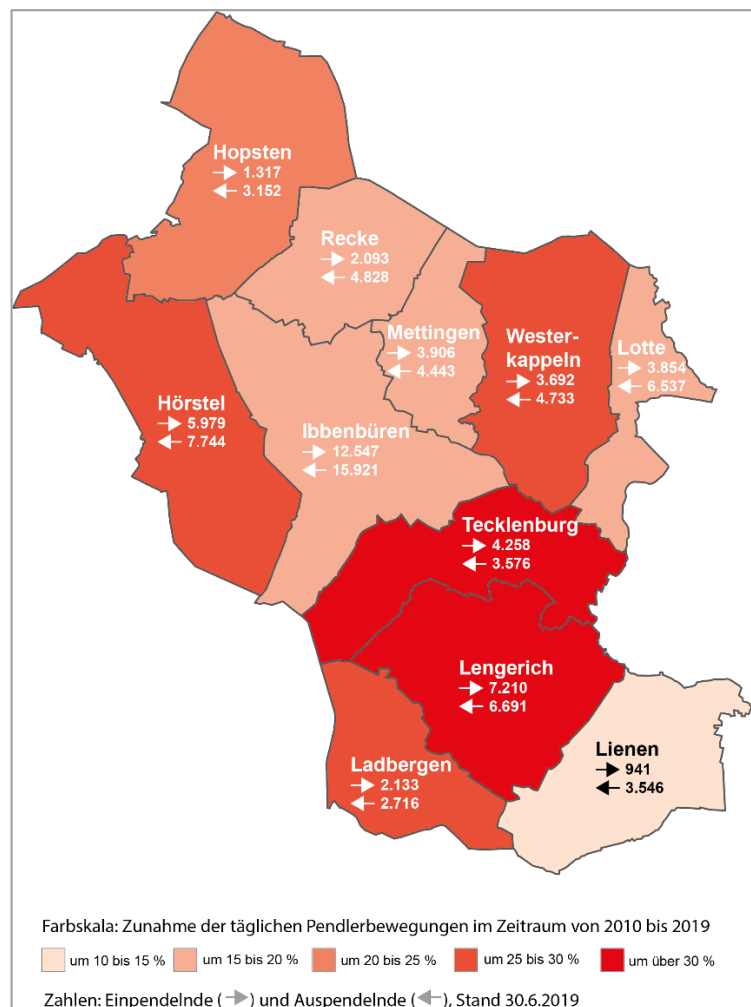 Hopsten
→ 1.317
← 3.152
Recke
→ 2.093
← 4.828
Mettingen
→ 3.906
← 4.443
Wester-
kappeln
→ 3.692
← 4.733
Lotte
→ 3.854
← 6.537
Hörstel
→ 5.979
← 7.744
Ibbenbüren
→ 12.547
← 15.921
Tecklenburg
→ 4.258
← 3.576
Lengerich
→ 7.210
← 6.691
Ladbergen
→ 2.133
← 2.716
Lienen
→ 941
← 3.546
Farbskala: Zunahme der täglichen Pendlerbewegungen im Zeitraum von 2010 bis 2019
um 10 bis 15 % um 15 bis 20 % um 20 bis 25 % um 25 bis 30 % um über 30 %
Zahlen: Einpendelnde (→) und Auspendelnde (←), Stand 30.6.2019